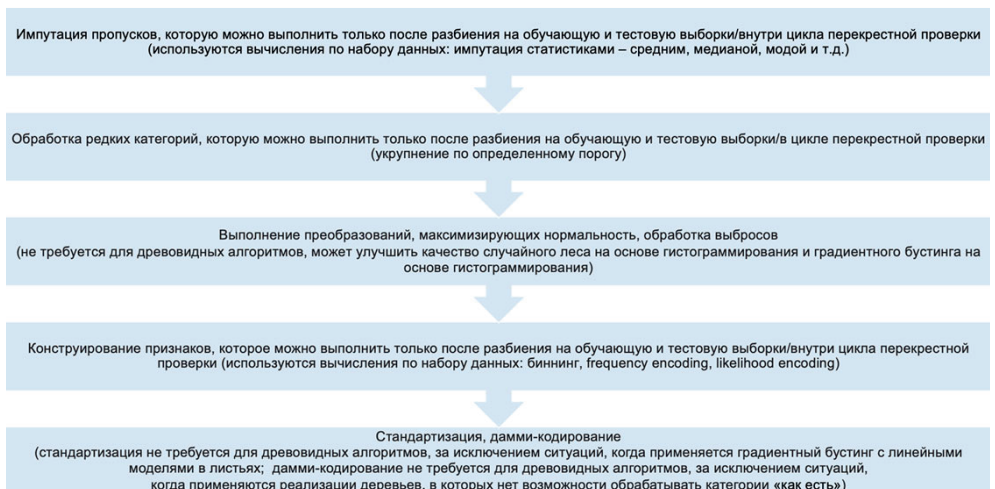 Импутация пропусков, которую можно выполнить только после разбиения на обучающую и тестовую выборки/внутри цикла перекрестной проверки
(используются вычисления по набору данных: импутация статистиками – средним, медианой, модой и т.д.)
Обработка редких категорий, которую можно выполнить только после разбиения на обучающую и тестовую выборки/в цикле перекрестной проверки
(укрупнение по определенному порогу)
Выполнение преобразований, максимизирующих нормальность, обработка выбросов
(не требуется для древовидных алгоритмов, может улучшить качество случайного леса на основе гистограммирования и градиентного бустинга на
основе гистограммирования)
Конструирование признаков, которое можно выполнить только после разбиения на обучающую и тестовую выборки/внутри цикла перекрестной
проверки (используются вычисления по набору данных: биннинг, frequency encoding, likelihood encoding)
Стандартизация, дамми-кодирование
(стандартизация не требуется для древовидных алгоритмов, за исключением ситуаций, когда применяется градиентный бустинг с линейными
моделями в листьях; дамми-кодирование не требуется для древовидных алгоритмов, за исключением ситуаций,
когда применяются реализации деревьев, в которых нет возможности обрабатывать категории «как есть»)